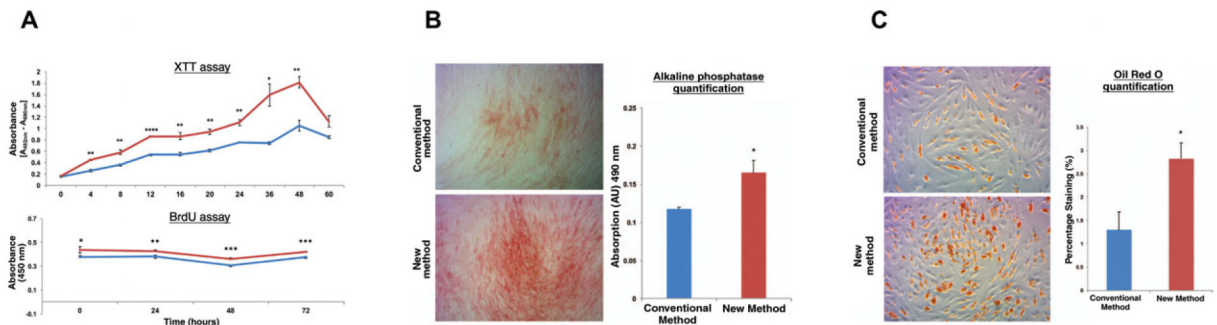 A
XTT assay
Absorbance
2
1.8
1.6
1.4
1.2
1
0.8
0.6
0.4
0.2
0
**
**
****
**
**
**
*
**
0
4
8
12
16
20
24
36
48
60
BrdU assay
Absorbance
(450 nm)
0.7
0.5
0.3
0.1
-0.1
*
**
***
***
0
24
48
72
Time (hours)
B
Conventional
method
New
method
Alkaline phosphatase
quantification
Absorption (AU) 490 nm
0.25
0.2
0.15
0.1
0.05
0
*
Conventional
Method
New Method
C
Conventional
method
New
method
Oil Red O
quantification
Percentage Staining (%)
3.5
3
2.5
2
1.5
1
0.5
0
*
Conventional
Method
New Method